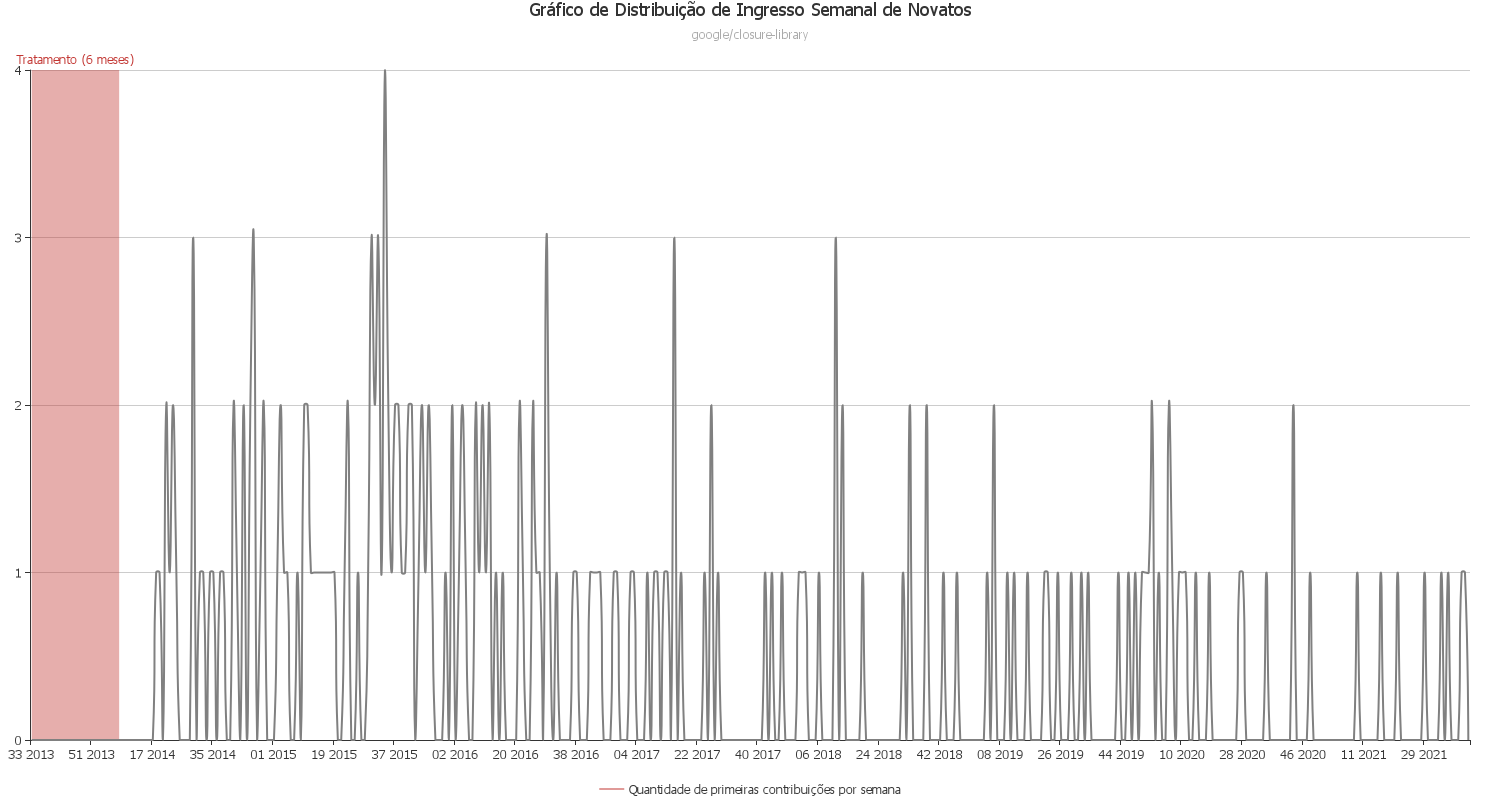 Gráfico de Distribuição de Ingresso Semanal de Novatos
google/closure-library
Tratamento (6 meses)
4
3
2
1
0
33 2013 51 2013 17 2014 35 2014 01 2015 19 2015 37 2015 02 2016 20 2016 38 2016 04 2017 22 2017 40 2017 06 2018 24 2018 42 2018 08 2019 26 2019 44 2019 10 2020 28 2020 46 2020 11 2021 29 2021
Quantidade de primeiras contribuições por semana